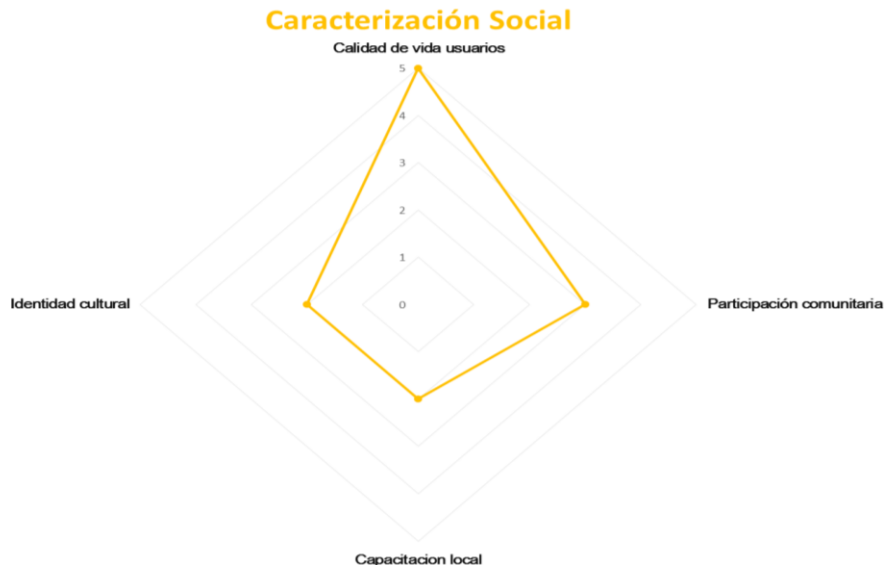 Caracterización Social
Calidad de vida usuarios
5
4
3
2
1
0
Identidad cultural
Participación comunitaria
Capacitacion local